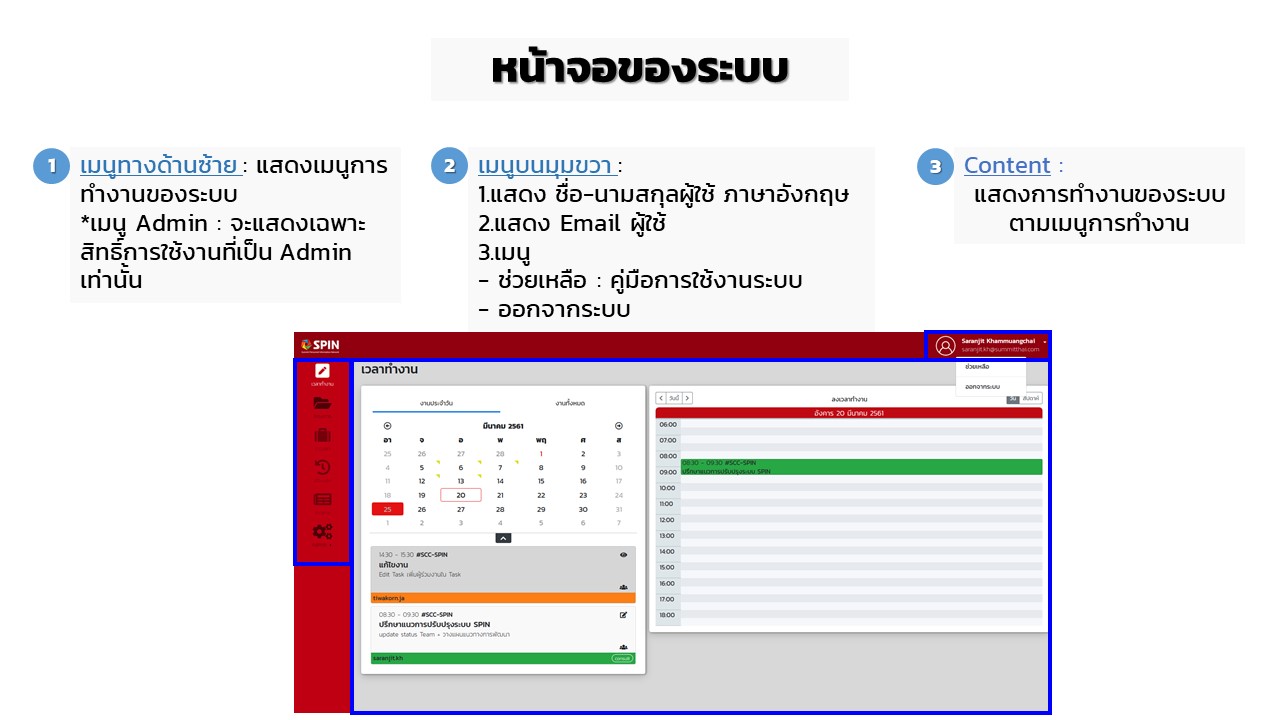 หน้าจอของระบบ
1
เมนูทางด้านซ้าย : แสดงเมนูการ
ทำงานของระบบ
*เมนู Admin : จะแสดงเฉพาะ
สิทธิ์การใช้งานที่เป็น Admin
เท่านั้น
2
เมนูบนมุมขวา :
1.แสดง ชื่อ-นามสกุลผู้ใช้ ภาษาอังกฤษ
2.แสดง Email ผู้ใช้
3.เมนู
- ช่วยเหลือ : คู่มือการใช้งานระบบ
- ออกจากระบบ
3
Content :
แสดงการทำงานของระบบ
ตามเมนูการทำงาน
SPIN
Saranjit Khammuangchai
saranjit.kh@summitthai.com
ช่วยเหลือ
ออกจากระบบ
เวลาทำงาน
เวลาทำงาน
งานประจำวัน งานทั้งหมด
มีนาคม 2561
อา จ อ พ พฤ ศ ส
25 26 27 28 1 2 3
4 5 6 7 8 9 10
11 12 13 14 15 16 17
18 19 20 21 22 23 24
25 26 27 28 29 30 31
1 2 3 4 5 6 7
14:30 - 15:30 #SCC-SPIN
แก้ไขงาน
Edit Task เพิ่มผู้ร่วมงานใน Task
tiwakorn.ja
08:30 - 09:30 #SCC-SPIN
ปรึกษาแนวการปรับปรุงระบบ SPIN
update status Team + วางแผนแนวทางการพัฒนา
saranjit.kh
วันนี้ ลงเวลาทำงาน วัน สัปดาห์
อังคาร 20 มีนาคม 2561
06:00
07:00
08:00
08:30 - 09:30 #SCC-SPIN
ปรึกษาแนวการปรับปรุงระบบ SPIN
09:00
10:00
11:00
12:00
13:00
14:00
15:00
16:00
17:00
18:00